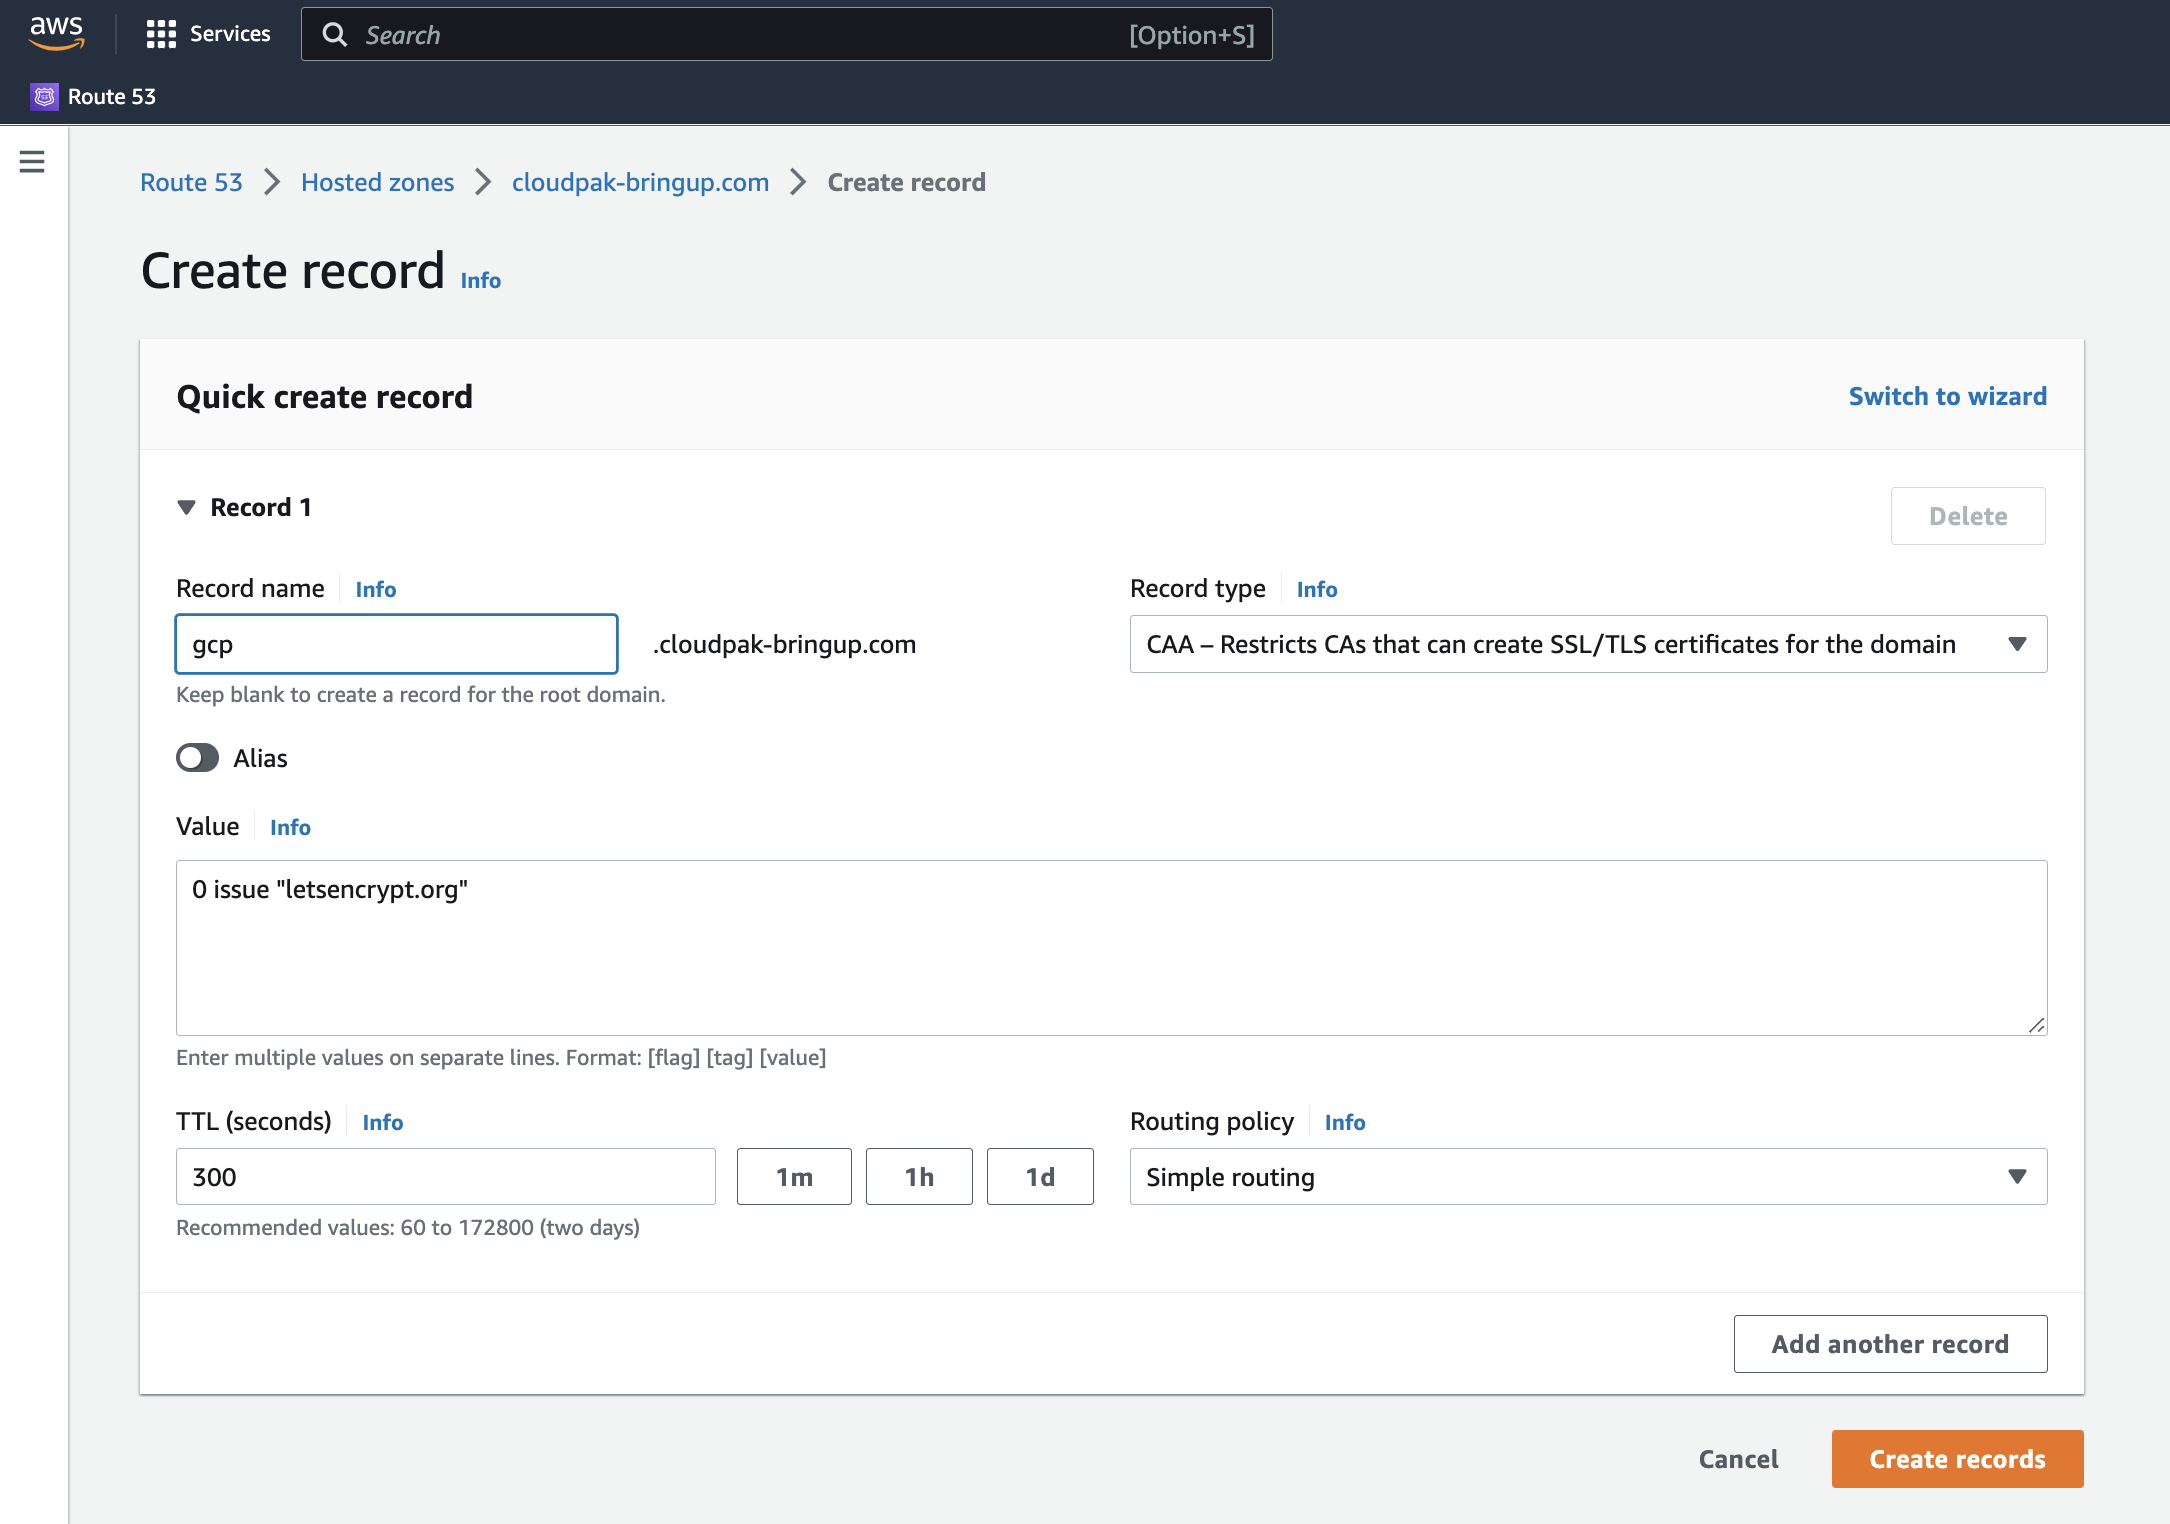 aws
Services
Search
[Option+S]
Route 53
Route 53 > Hosted zones > cloudpak-bringup.com > Create record
Create record Info
Quick create record
Switch to wizard
Record 1
Delete
Record name Info
gcp
.cloudpak-bringup.com
Keep blank to create a record for the root domain.
Record type Info
CAA – Restricts CAs that can create SSL/TLS certificates for the domain
Alias
Value Info
0 issue "letsencrypt.org"
Enter multiple values on separate lines. Format: [flag] [tag] [value]
TTL (seconds) Info
300
1m
1h
1d
Recommended values: 60 to 172800 (two days)
Routing policy Info
Simple routing
Add another record
Cancel
Create records